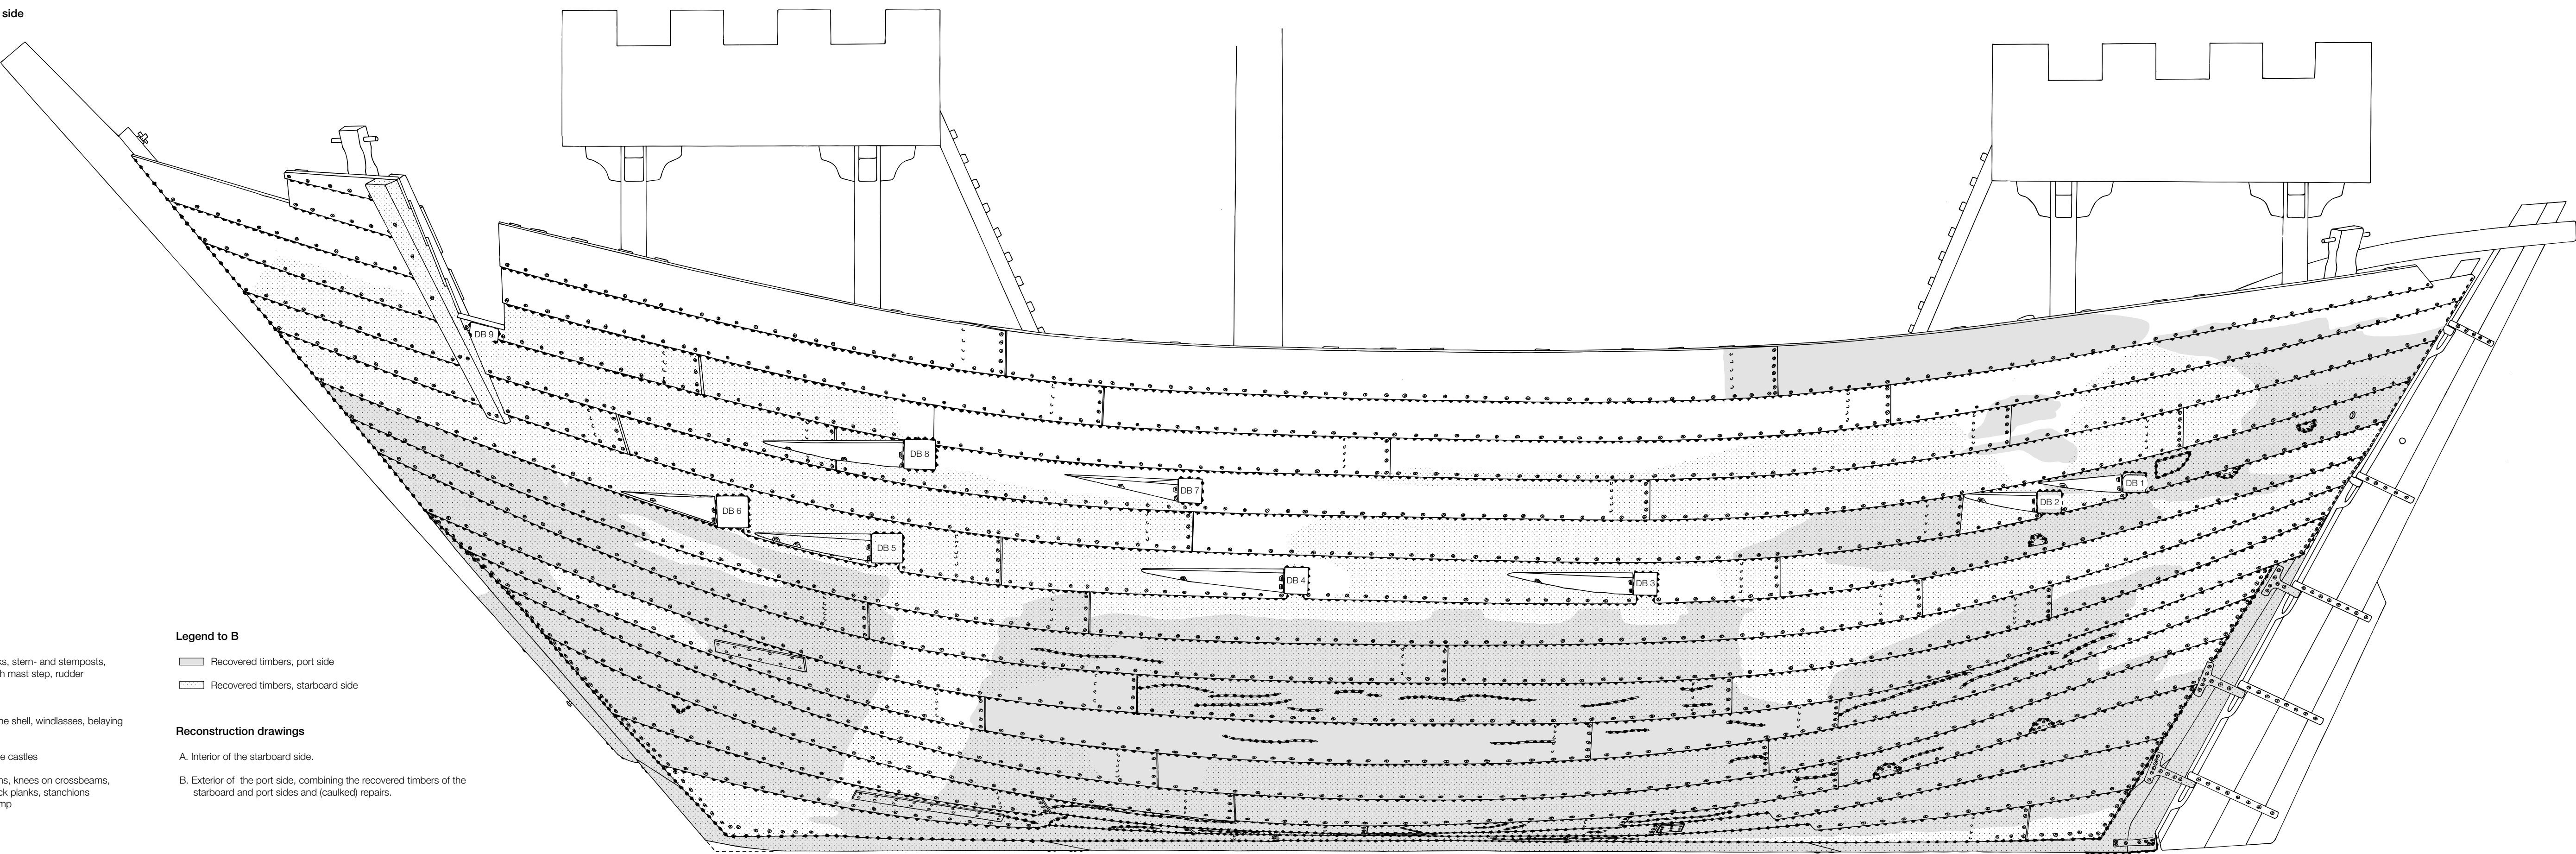 side
DB 9
DB 8
DB 7
DB 6
DB 5
DB 4
DB 3
DB 2
DB 1
ks, stern- and stemposts,
h mast step, rudder
ne shell, windlasses, belaying
e castles
ns, knees on crossbeams,
ck planks, stanchions
mp
Legend to B
Recovered timbers, port side
Recovered timbers, starboard side
Reconstruction drawings
A. Interior of the starboard side.
B. Exterior of the port side, combining the recovered timbers of the
starboard and port sides and (caulked) repairs.